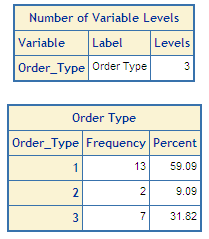 Number of Variable Levels
Variable Label Levels
Order_Type Order Type 3
Order Type
Order_Type Frequency Percent
1 13 59.09
2 2 9.09
3 7 31.82